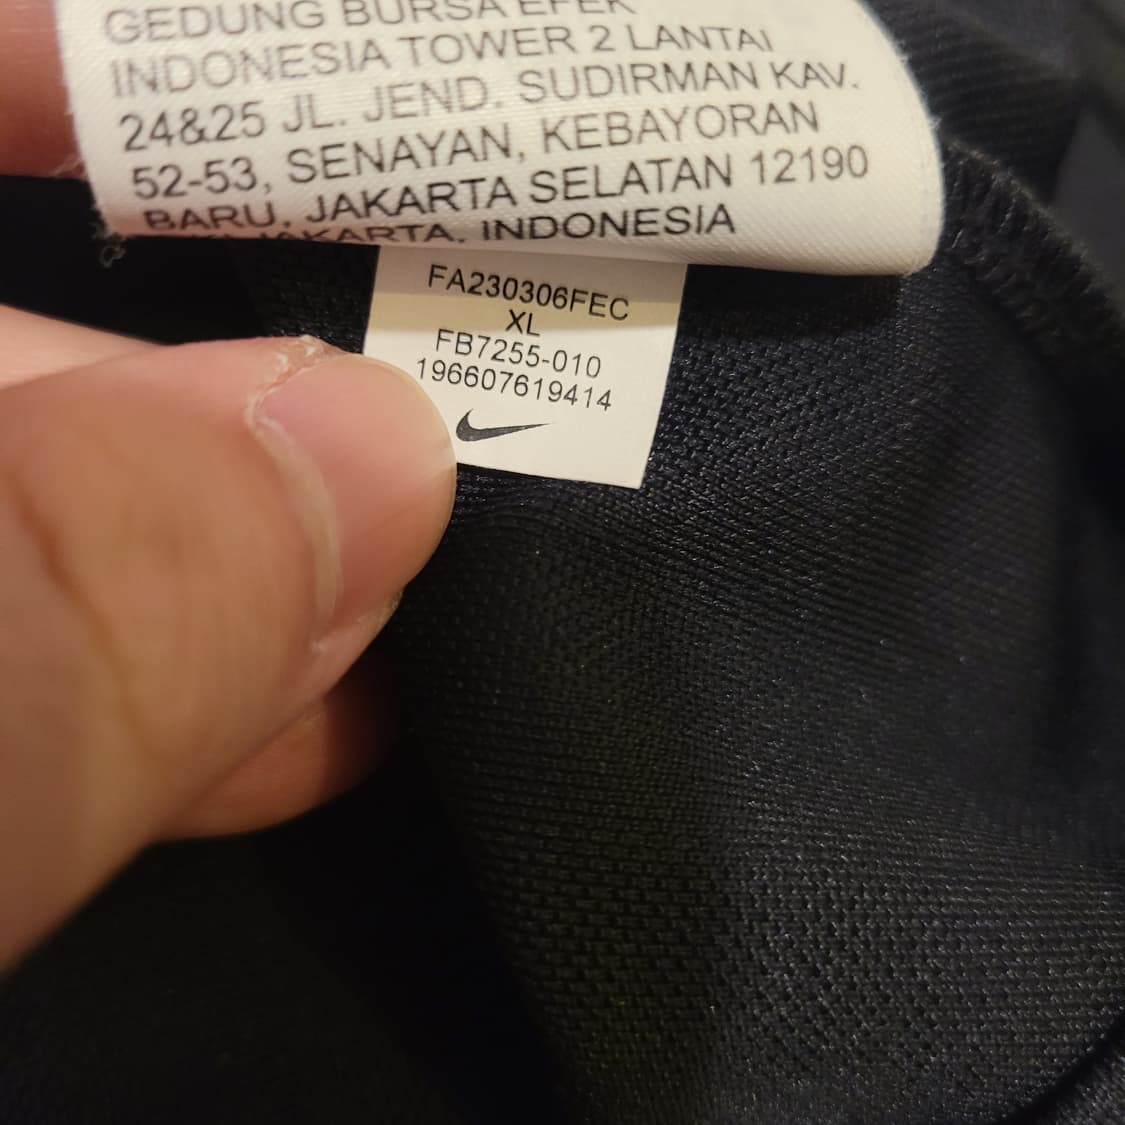 GEDUNG BURSA EFEK
INDONESIA TOWER 2 LANTAI
24&25 JL. JEND. SUDIRMAN KAV.
52-53, SENAYAN, KEBAYORAN
BARU, JAKARTA SELATAN 12190
JAKARTA, INDONESIA
FA230306FEC
XL
FB7255-010
196607619414